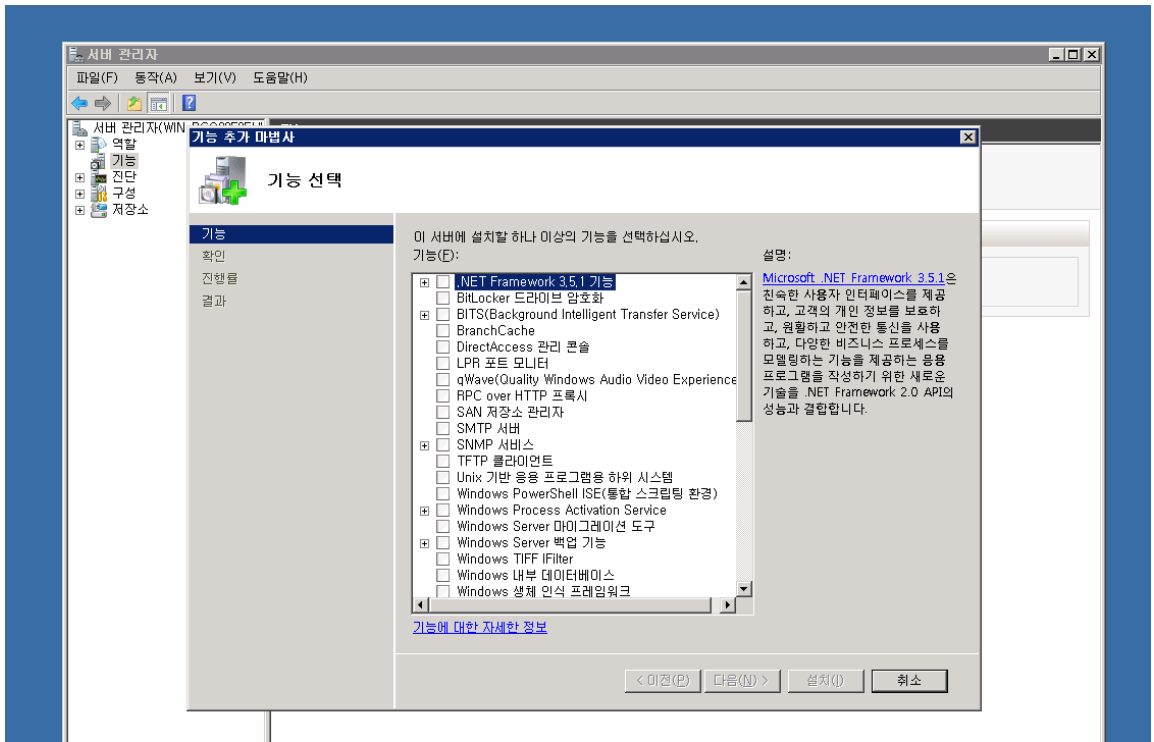 서버 관리자
파일(F) 동작(A) 보기(V) 도움말(H)
서버 관리자(WIN
역할
기능
진단
구성
저장소
기능 추가 마법사
기능 선택
기능
확인
진행률
결과
이 서버에 설치할 하나 이상의 기능을 선택하십시오.
기능(F):
.NET Framework 3.5.1 기능
BitLocker 드라이브 암호화
BITS(Background Intelligent Transfer Service)
BranchCache
DirectAccess 관리 콘솔
LPR 포트 모니터
qWave(Quality Windows Audio Video Experience
RPC over HTTP 프록시
SAN 저장소 관리자
SMTP 서버
SNMP 서비스
TFTP 클라이언트
Unix 기반 응용 프로그램용 하위 시스템
Windows PowerShell ISE(통합 스크립팅 환경)
Windows Process Activation Service
Windows Server 마이그레이션 도구
Windows Server 백업 기능
Windows TIFF IFilter
Windows 내부 데이터베이스
Windows 생체 인식 프레임워크
기능에 대한 자세한 정보
설명:
Microsoft .NET Framework 3.5.1은
친숙한 사용자 인터페이스를 제공
하고, 고객의 개인 정보를 보호하
고, 원활하고 안전한 통신을 사용
하고, 다양한 비즈니스 프로세스를
모델링하는 기능을 제공하는 응용
프로그램을 작성하기 위한 새로운
기술을 .NET Framework 2.0 API의
성능과 결합합니다.
< 이전(P) 다음(N) > 설치(I) 취소